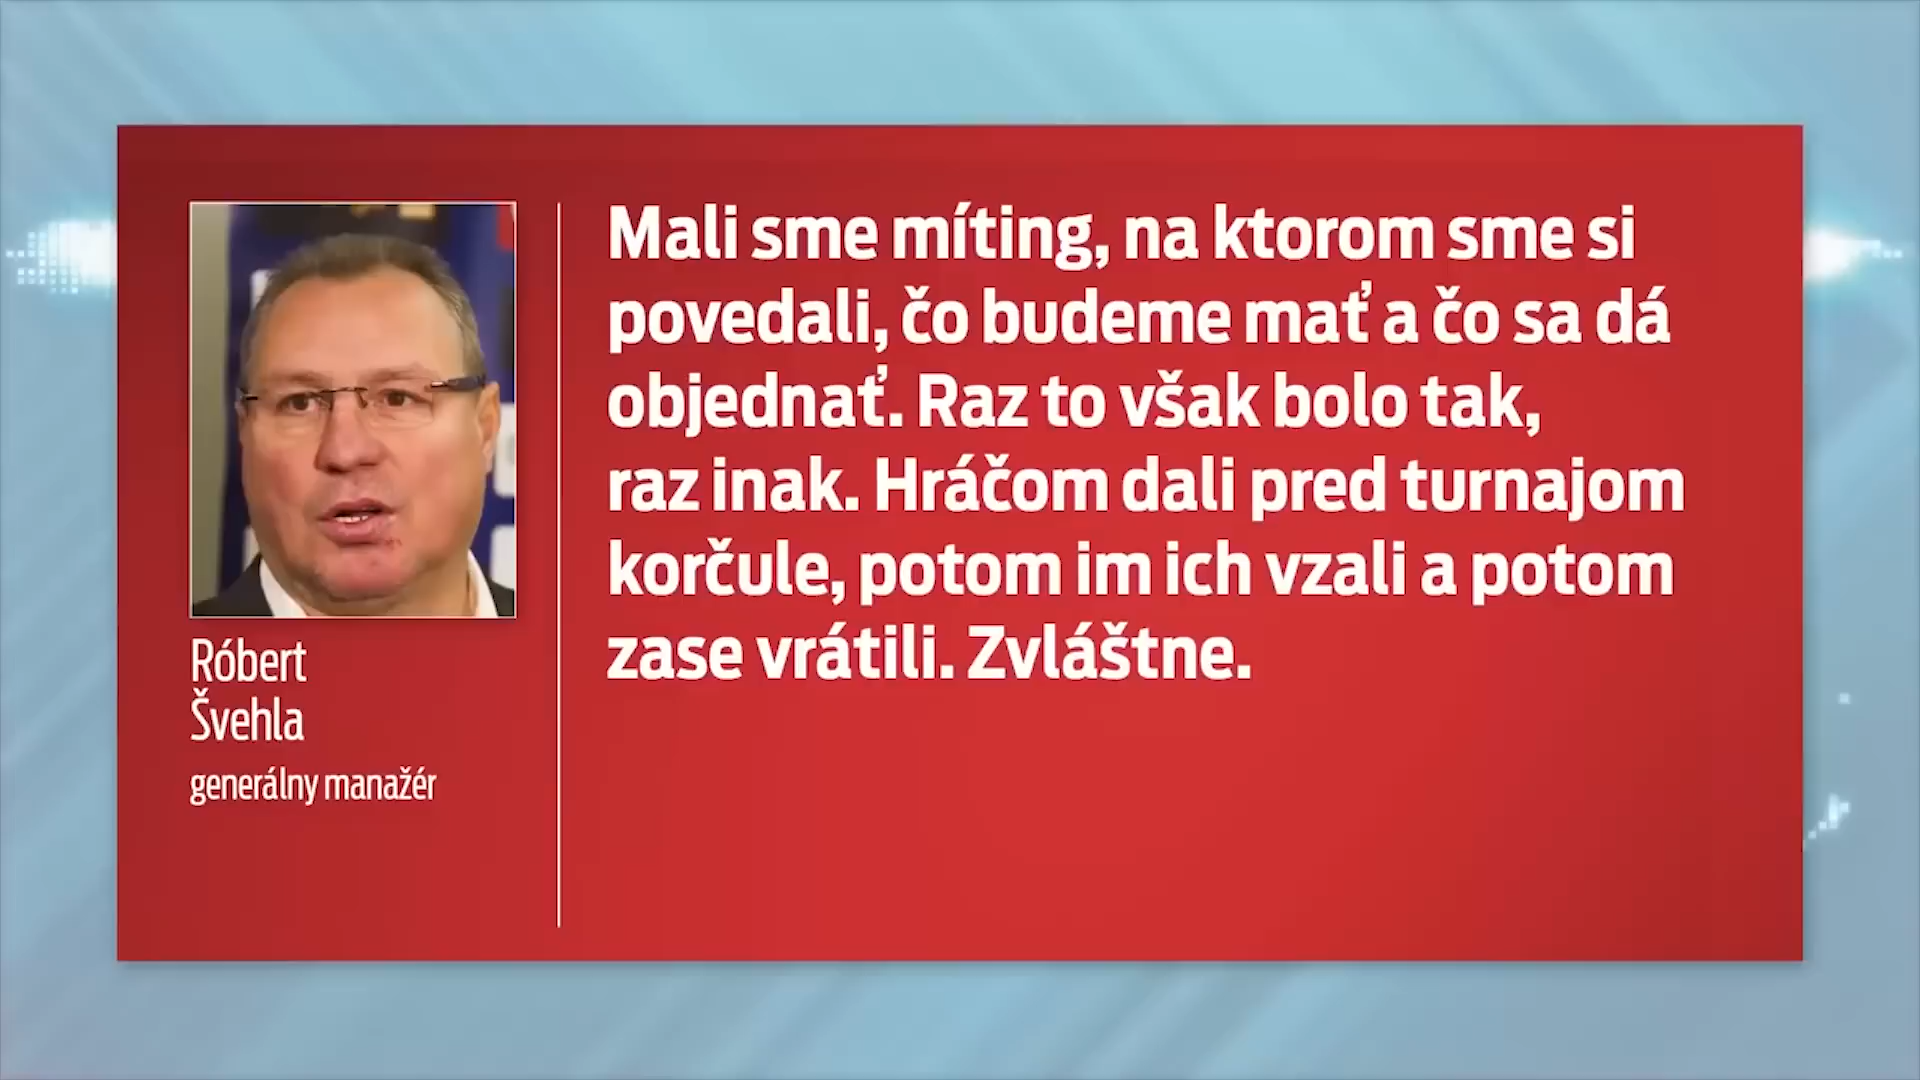 Mali sme míting, na ktorom sme si
povedali, čo budeme mať a čo sa dá
objednať. Raz to však bolo tak,
raz inak. Hráčom dali pred turnajom
korčule, potom im ich vzali a potom
zase vrátili. Zvláštne.
Róbert
Švehla
generálny manažér